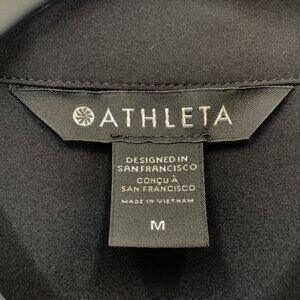 ATHLETA
DESIGNED IN
SAN FRANCISCO
CONÇU À
SAN FRANCISCO
MADE IN VIETNAM
M